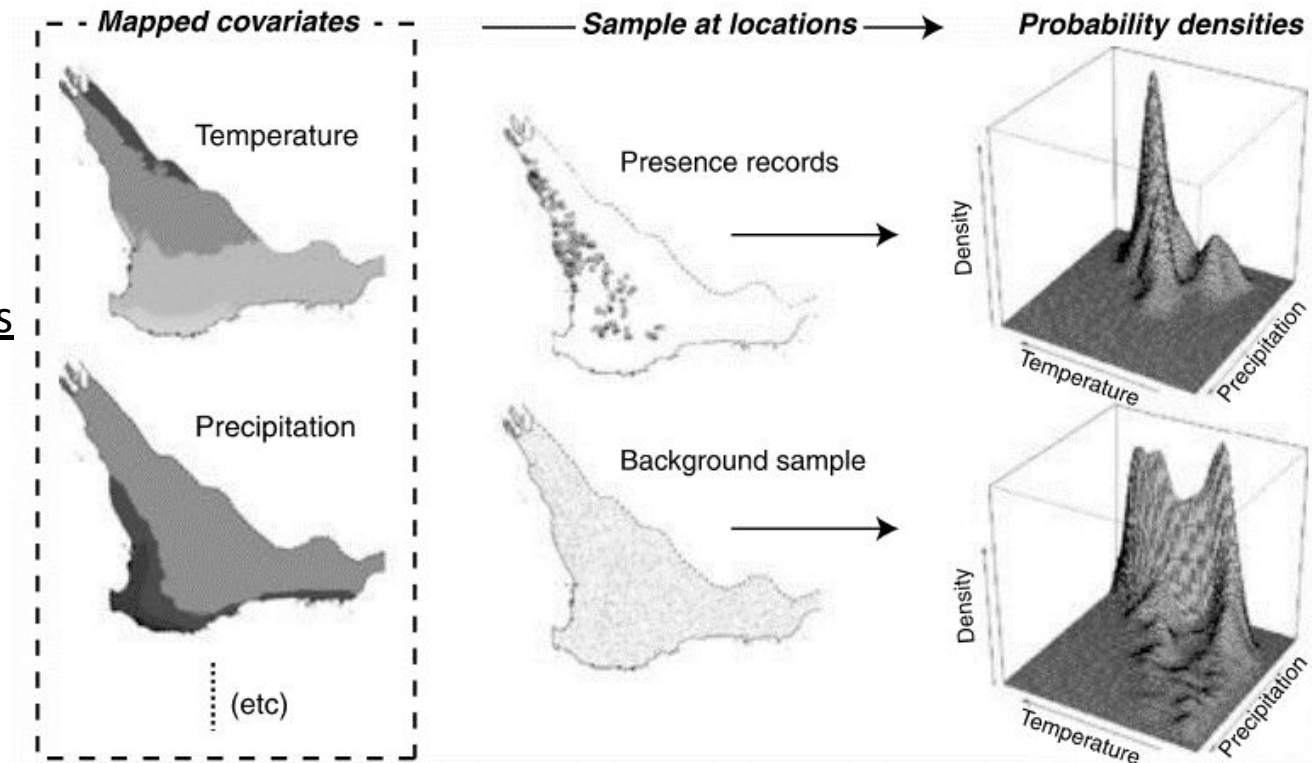 Mapped covariates
Sample at locations
Probability densities
Temperature
Precipitation
(etc)
Presence records
Background sample
Density
Temperature
Precipitation
Density
Temperature
Precipitation
s